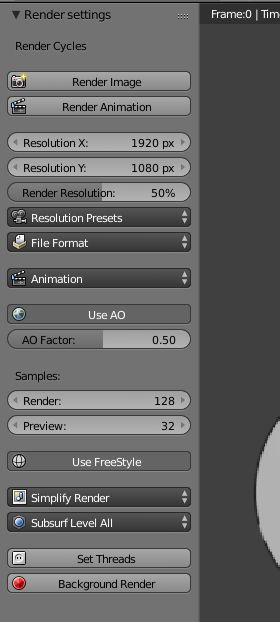 Render settings
Frame:0 | Tim
Render Cycles
Render Image
Render Animation
Resolution X: 1920 px
Resolution Y: 1080 px
Render Resolution: 50%
Resolution Presets
File Format
Animation
Use AO
AO Factor: 0.50
Samples:
Render: 128
Preview: 32
Use FreeStyle
Simplify Render
Subsurf Level All
Set Threads
Background Render